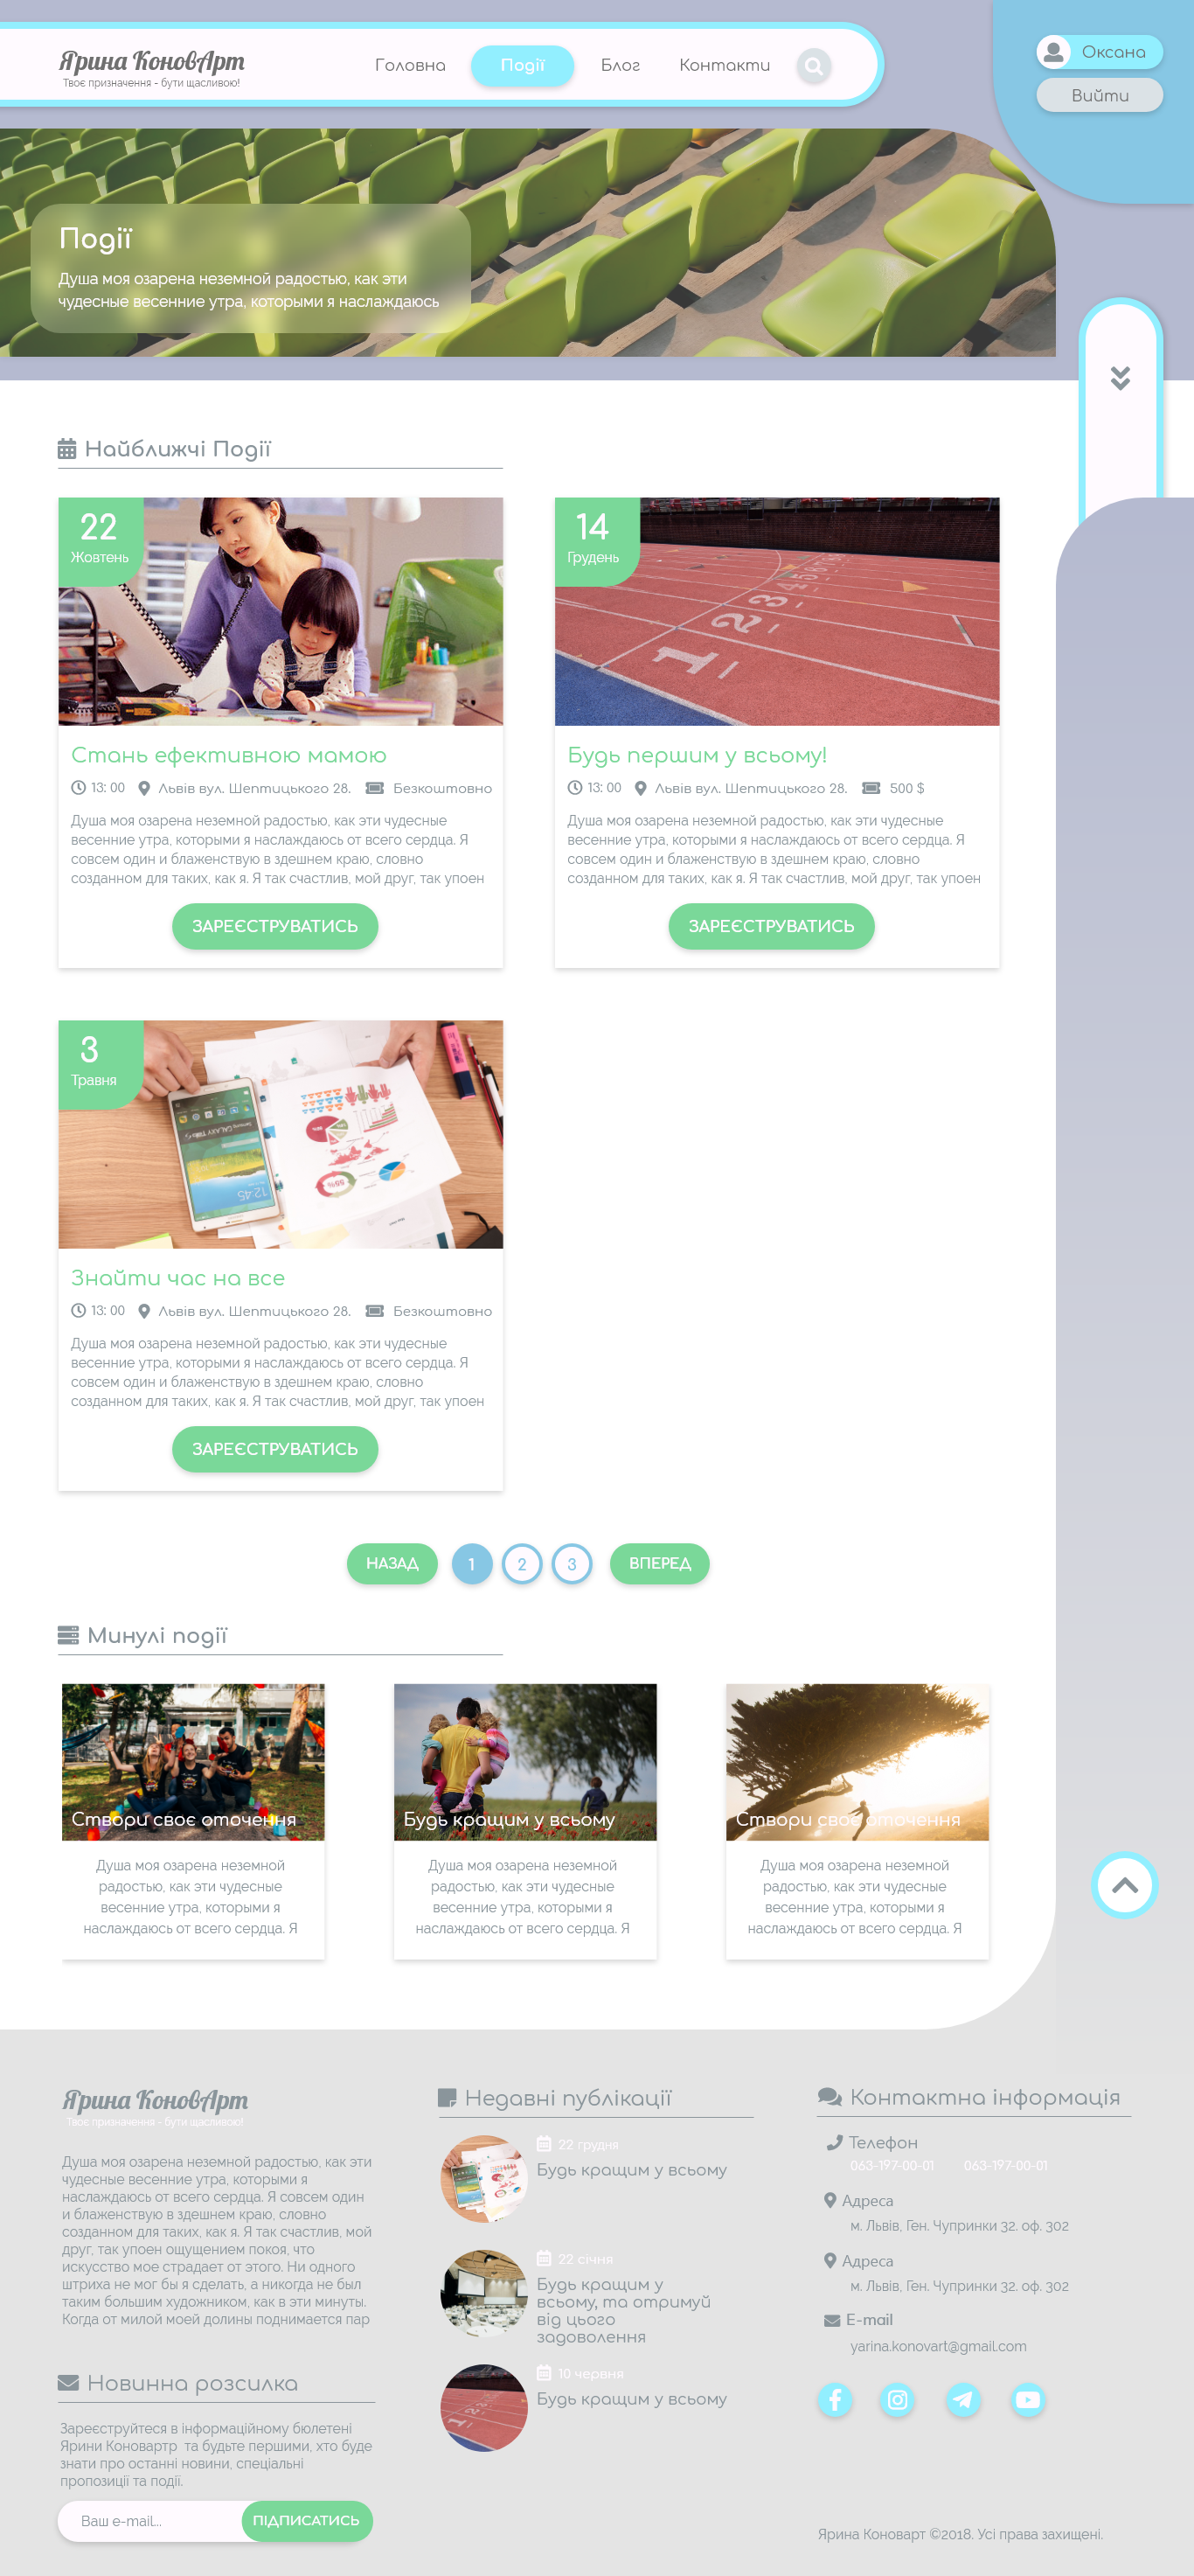 Ярина КоновАрт
Твоє призначення - бути щасливою!
Головна
Події
Блог
Контакти
Оксана
Вийти
Події
Душа моя озарена неземной радостью, как эти
чудесные весенние утра, которыми я наслаждаюсь
Найближчі Події
22
Жовтень
Стань ефективною мамою
13: 00 Львів вул. Шептицького 28. Безкоштовно
Душа моя озарена неземной радостью, как эти чудесные
весенние утра, которыми я наслаждаюсь от всего сердца. Я
совсем один и блаженствую в здешнем краю, словно
созданном для таких, как я. Я так счастлив, мой друг, так упоен
ЗАРЕЄСТРУВАТИСЬ
14
Грудень
Будь першим у всьому!
13: 00 Львів вул. Шептицького 28. 500 $
Душа моя озарена неземной радостью, как эти чудесные
весенние утра, которыми я наслаждаюсь от всего сердца. Я
совсем один и блаженствую в здешнем краю, словно
созданном для таких, как я. Я так счастлив, мой друг, так упоен
ЗАРЕЄСТРУВАТИСЬ
3
Травня
Знайти час на все
13: 00 Львів вул. Шептицького 28. Безкоштовно
Душа моя озарена неземной радостью, как эти чудесные
весенние утра, которыми я наслаждаюсь от всего сердца. Я
совсем один и блаженствую в здешнем краю, словно
созданном для таких, как я. Я так счастлив, мой друг, так упоен
ЗАРЕЄСТРУВАТИСЬ
НАЗАД 1 2 3 ВПЕРЕД
Минулі події
Створи своє оточення
Душа моя озарена неземной
радостью, как эти чудесные
весенние утра, которыми я
наслаждаюсь от всего сердца. Я
Будь кращим у всьому
Душа моя озарена неземной
радостью, как эти чудесные
весенние утра, которыми я
наслаждаюсь от всего сердца. Я
Створи своє оточення
Душа моя озарена неземной
радостью, как эти чудесные
весенние утра, которыми я
наслаждаюсь от всего сердца. Я
Ярина КоновАрт
Твоє призначення - бути щасливою!
Душа моя озарена неземной радостью, как эти
чудесные весенние утра, которыми я
наслаждаюсь от всего сердца. Я совсем один
и блаженствую в здешнем краю, словно
созданном для таких, как я. Я так счастлив, мой
друг, так упоен ощущением покоя, что
искусство мое страдает от этого. Ни одного
штриха не мог бы я сделать, а никогда не был
таким большим художником, как в эти минуты.
Когда от милой моей долины поднимается пар
Новинна розсилка
Зареєструйтеся в інформаційному бюлетені
Ярини Коновартр та будьте першими, хто буде
знати про останні новини, спеціальні
пропозиції та події.
Ваш e-mail...
ПІДПИСАТИСЬ
Недавні публікації
22 грудня
Будь кращим у всьому
22 січня
Будь кращим у
всьому, та отримуй
від цього
задоволення
10 червня
Будь кращим у всьому
Контактна інформація
Телефон
063-197-00-01 063-197-00-01
Адреса
м. Львів, Ген. Чупринки 32. оф. 302
Адреса
м. Львів, Ген. Чупринки 32. оф. 302
E-mail
yarina.konovart@gmail.com
Ярина Коноварт ©2018. Усі права захищені.